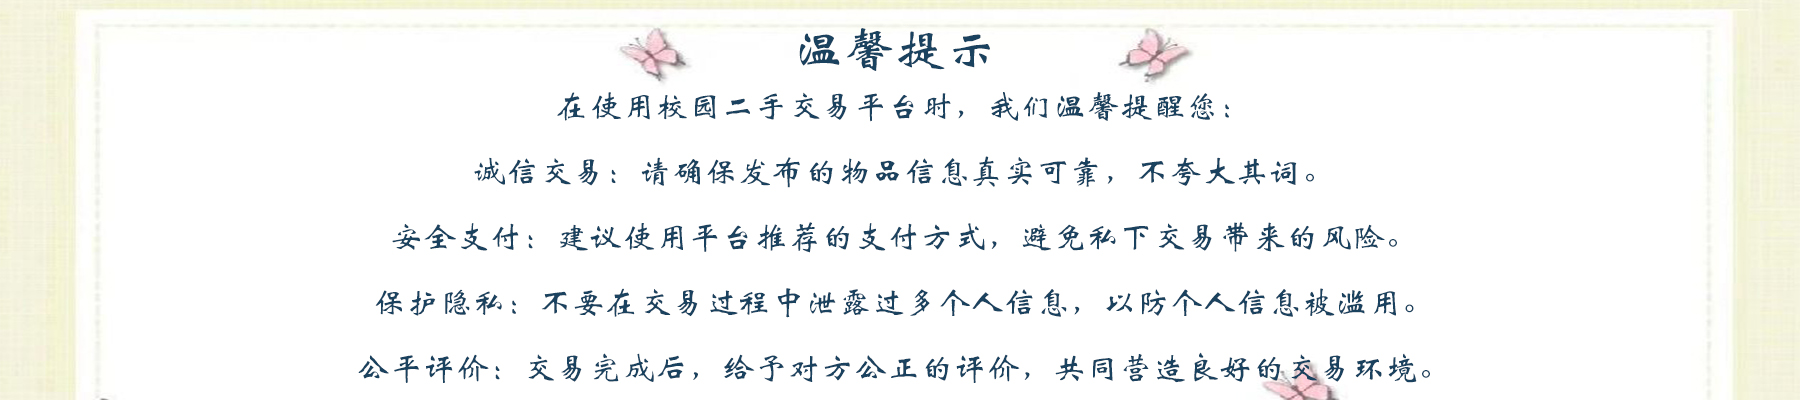 温馨提示
在使用校园二手交易平台时，我们温馨提醒您：
诚信交易：请确保发布的物品信息真实可靠，不夸大其词。
安全支付：建议使用平台推荐的支付方式，避免私下交易带来的风险。
保护隐私：不要在交易过程中泄露过多个人信息，以防个人信息被滥用。
公平评价：交易完成后，给予对方公正的评价，共同营造良好的交易环境。